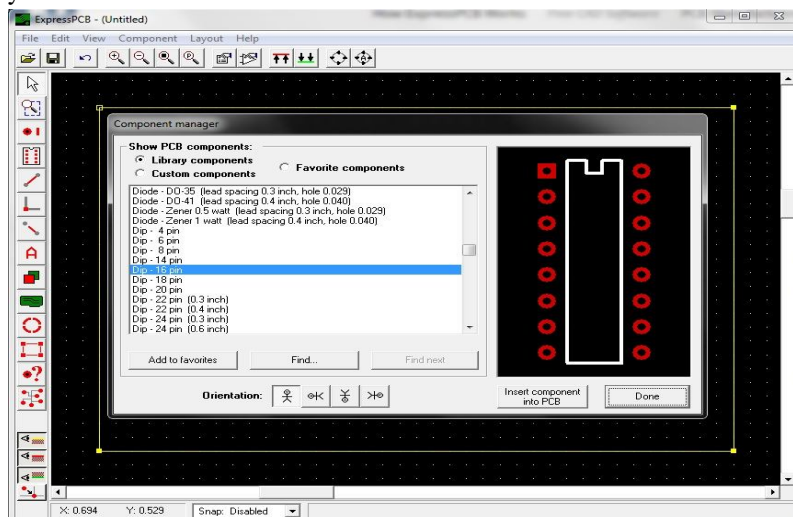 ExpressPCB - (Untitled)
File Edit View Component Layout Help
Component manager
Show PCB components:
Library components
Favorite components
Custom components
Diode - DO-35 (lead spacing 0.3 inch, hole 0.029)
Diode - DO-41 (lead spacing 0.4 inch, hole 0.040)
Diode - Zener 0.5 watt (lead spacing 0.3 inch, hole 0.029)
Diode - Zener 1 watt (lead spacing 0.4 inch, hole 0.040)
Dip - 4 pin
Dip - 6 pin
Dip - 8 pin
Dip - 14 pin
Dip - 16 pin
Dip - 18 pin
Dip - 20 pin
Dip - 22 pin (0.3 inch)
Dip - 22 pin (0.4 inch)
Dip - 24 pin (0.3 inch)
Dip - 24 pin (0.6 inch)
Add to favorites Find... Find next
Orientation:
Insert component
into PCB
Done
X: 0.694 Y: 0.529 Snap: Disabled